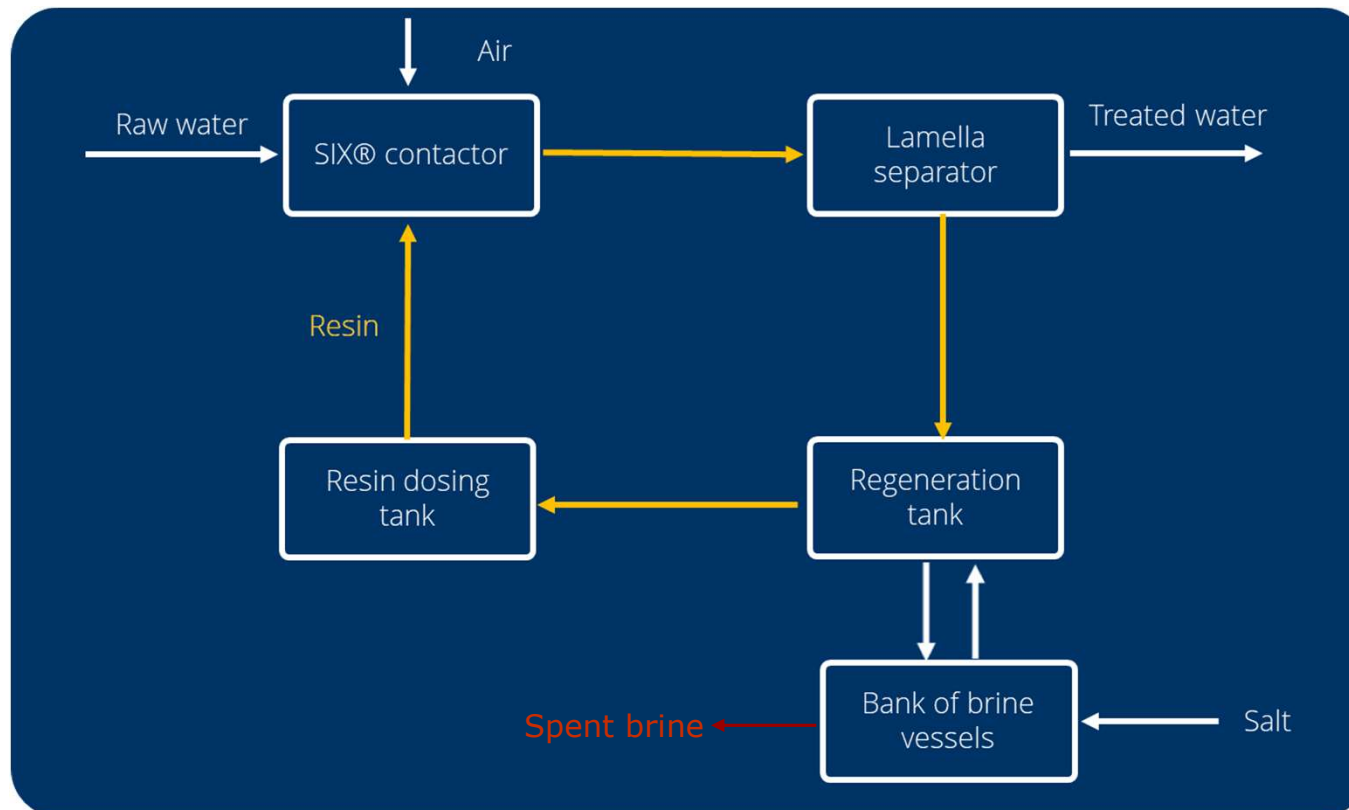 Air
Raw water
SIX® contactor
Lamella
separator
Treated water
Resin
Resin dosing
tank
Regeneration
tank
Bank of brine
vessels
Spent brine
Salt